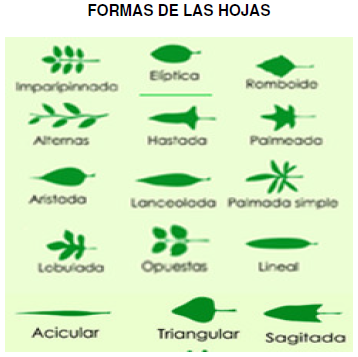 FORMAS DE LAS HOJAS
Imparipinnada Elíptica Romboide
Alternas Hastada Palmeada
Aristada Lanceolada Palmada simple
Lobulada Opuestas Lineal
Acicular Triangular Sagitada